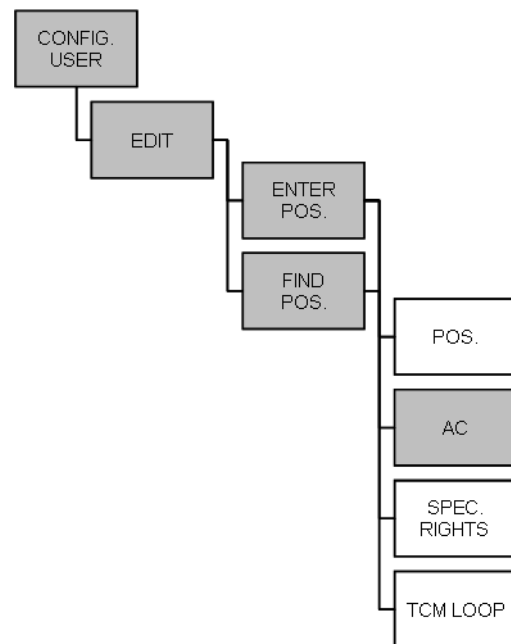 CONFIG.
USER
EDIT
ENTER
POS.
FIND
POS.
POS.
AC
SPEC.
RIGHTS
TCM LOOP